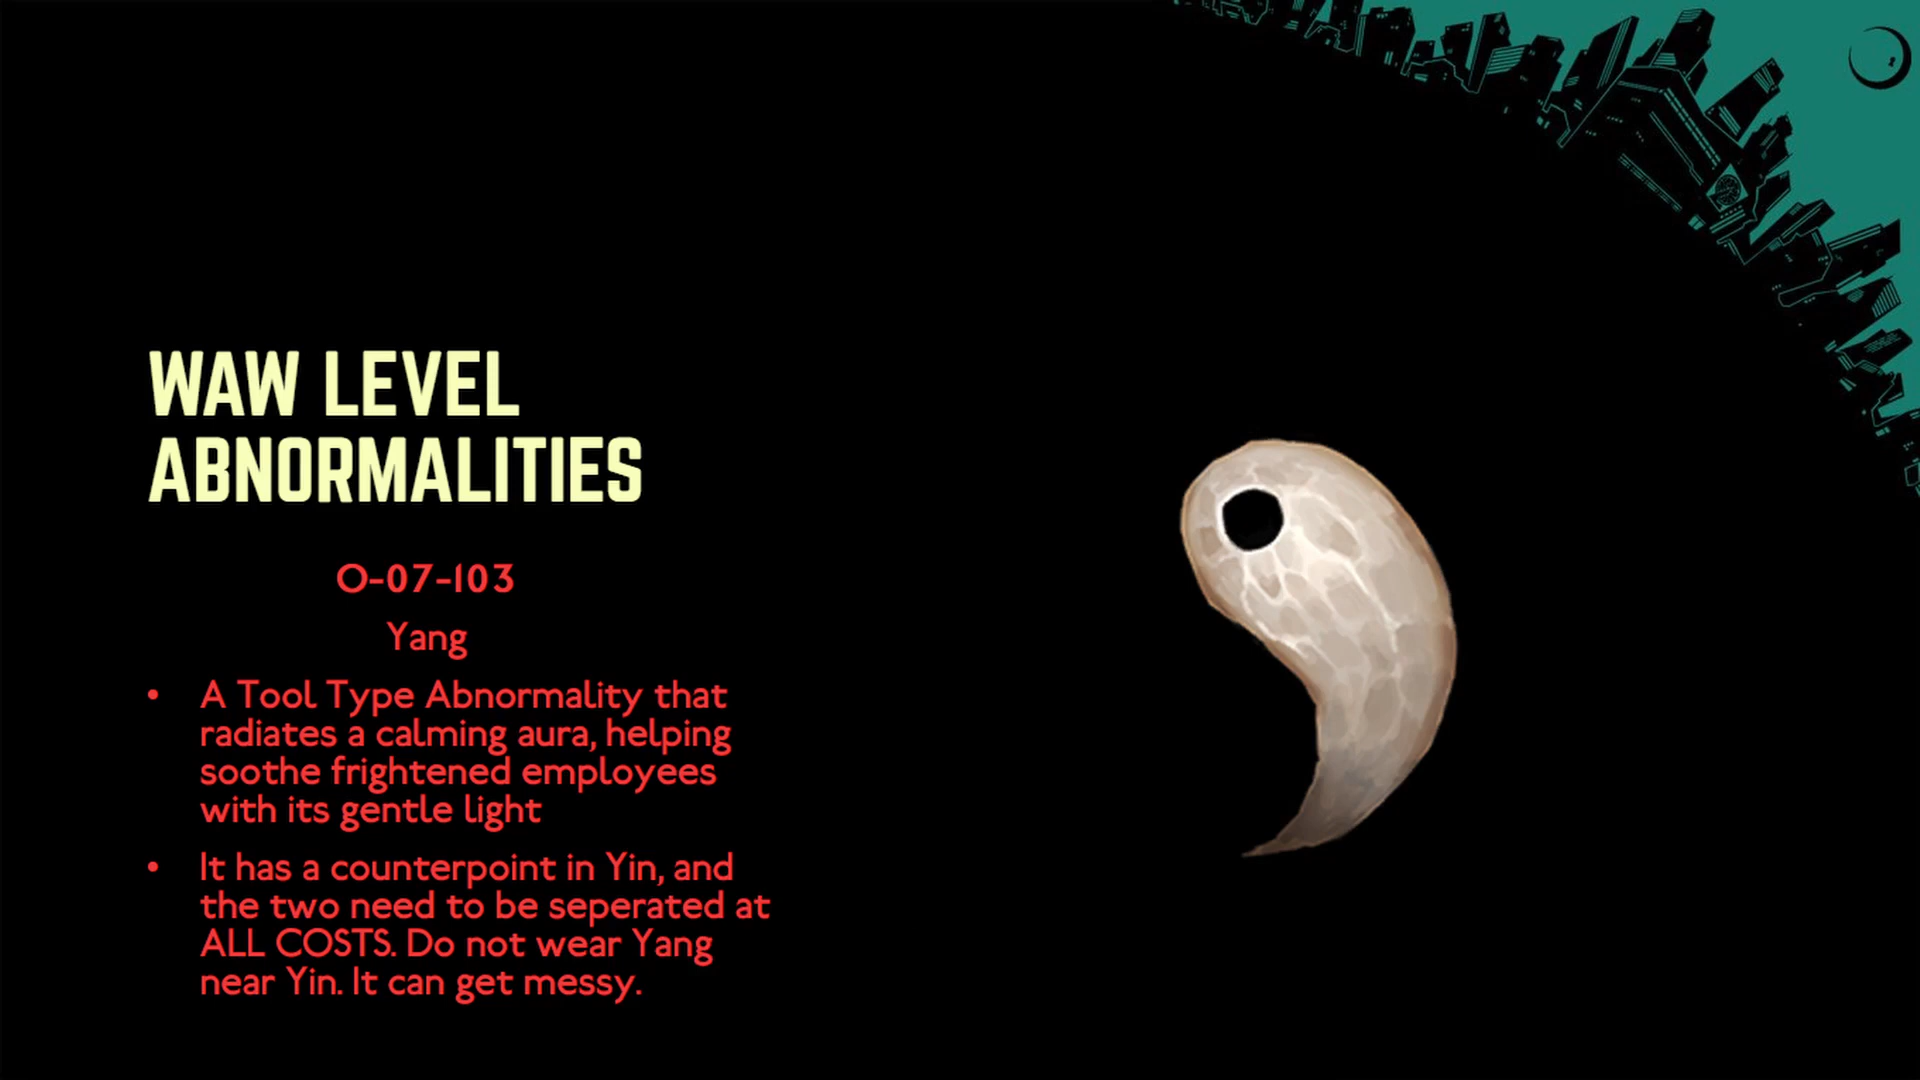 WAW LEVEL
ABNORMALITIES
O-07-103
Yang
• A Tool Type Abnormality that
radiates a calming aura, helping
soothe frightened employees
with its gentle light
• It has a counterpoint in Yin, and
the two need to be seperated at
ALL COSTS. Do not wear Yang
near Yin. It can get messy.